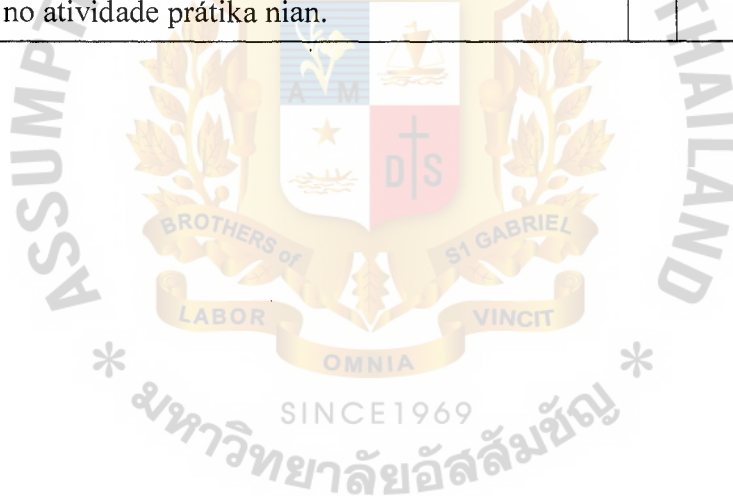 no atividade prátika nian.
ASSUMPT
THAILAND
A M
D S
BROTHERS of
ST GABRIEL
LABOR
VINCIT
OMNIA
SINCE1969
มหาวิทยาลัยอัสสัมชัญ